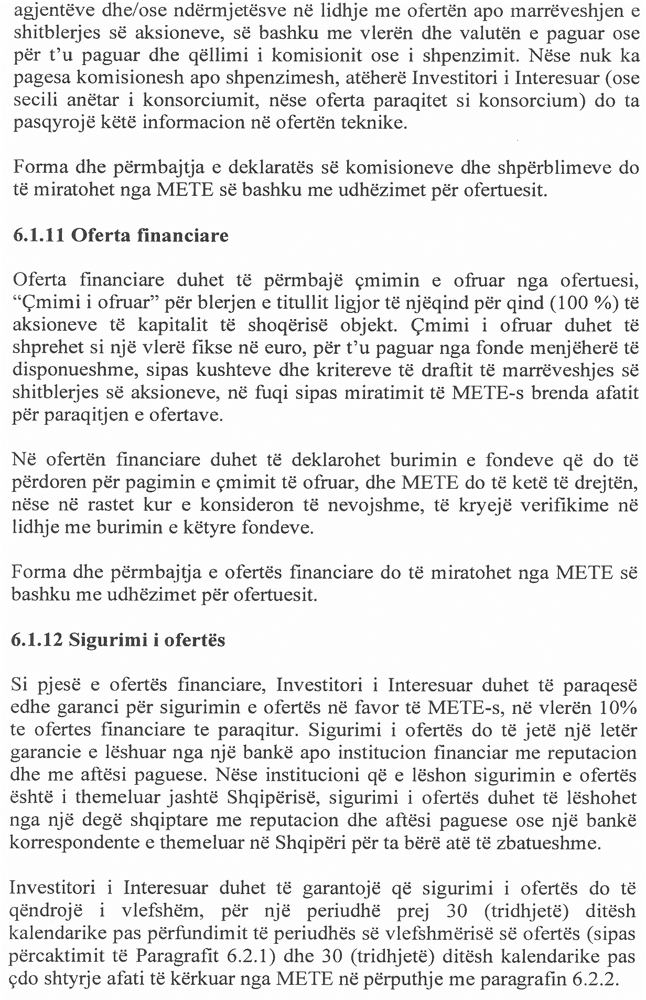 agjentëve dhe/ose ndërmjetësve në lidhje me ofertën apo marrëveshjen e
shitblerjes së aksioneve, së bashku me vlerën dhe valutën e paguar ose
për t’u paguar dhe qëllimi i komisionit ose i shpenzimit. Nëse nuk ka
pagesa komisionesh apo shpenzimesh, atëherë Investitori i Interesuar (ose
secili anëtar i konsorciumit, nëse oferta paraqitet si konsorcium) do ta
pasqyrojë këtë informacion në ofertën teknike.
Forma dhe përmbajtja e deklaratës së komisioneve dhe shpërblimeve do
të miratohet nga METE së bashku me udhëzimet për ofertuesit.
6.1.11 Oferta financiare
Oferta financiare duhet të përmbajë çmimin e ofruar nga ofertuesi,
“Çmimi i ofruar” për blerjen e titullit ligjor të njëqind për qind (100 %) të
aksioneve të kapitalit të shoqërisë objekt. Çmimi i ofruar duhet të
shprehet si një vlerë fikse në euro, për t’u paguar nga fonde menjëherë të
disponueshme, sipas kushteve dhe kritereve të draftit të marrëveshjes së
shitblerjes së aksioneve, në fuqi sipas miratimit të METE-s brenda afatit
për paraqitjen e ofertave.
Në ofertën financiare duhet të deklarohet burimin e fondeve që do të
përdoren për pagimin e çmimit të ofruar, dhe METE do të ketë të drejtën,
nëse në rastet kur e konsideron të nevojshme, të kryejë verifikime në
lidhje me burimin e këtyre fondeve.
Forma dhe përmbajtja e ofertës financiare do të miratohet nga METE së
bashku me udhëzimet për ofertuesit.
6.1.12 Sigurimi i ofertës
Si pjesë e ofertës financiare, Investitori i Interesuar duhet të paraqesë
edhe garanci për sigurimin e ofertës në favor të METE-s, në vlerën 10%
te ofertes financiare te paraqitur. Sigurimi i ofertës do të jetë një letër
garancie e lëshuar nga një bankë apo institucion financiar me reputacion
dhe me aftësi paguese. Nëse institucioni që e lëshon sigurimin e ofertës
është i themeluar jashtë Shqipërisë, sigurimi i ofertës duhet të lëshohet
nga një degë shqiptare me reputacion dhe aftësi paguese ose një bankë
korrespondente e themeluar në Shqipëri për ta bërë atë të zbatueshme.
Investitori i Interesuar duhet të garantojë që sigurimi i ofertës do të
qëndrojë i vlefshëm, për një periudhë prej 30 (tridhjetë) ditësh
kalendarike pas përfundimit të periudhës së vlefshmërisë së ofertës (sipas
përcaktimit të Paragrafit 6.2.1) dhe 30 (tridhjetë) ditësh kalendarike pas
çdo shtyrje afati të kërkuar nga METE në përputhje me paragrafin 6.2.2.